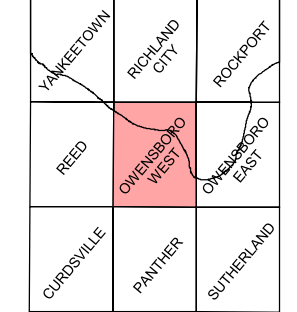 YANKEETOWN
RICHLAND
CITY
ROCKPORT
REED
OWENSBORO
WEST
OWENSBORO
EAST
CURDSVILLE
PANTHER
SUTHERLAND